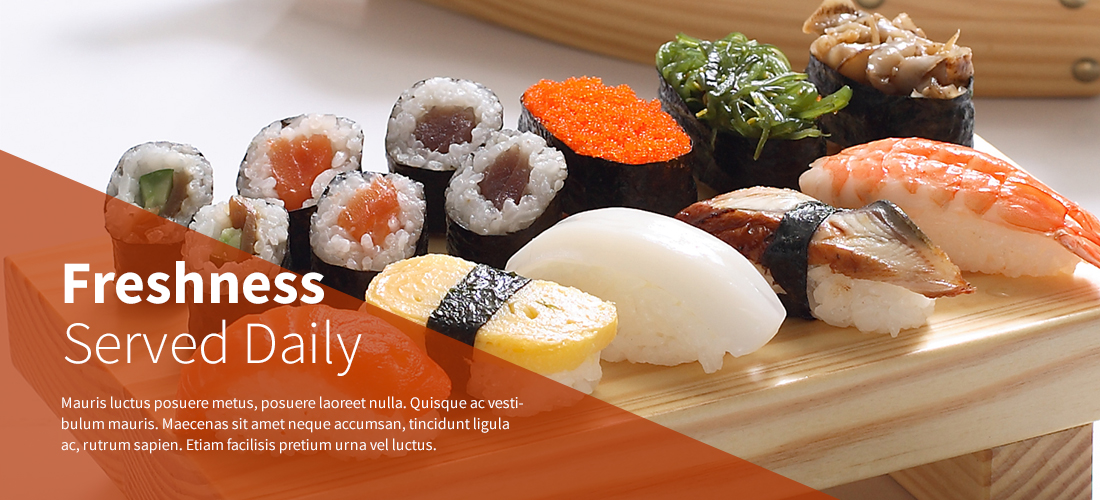 Freshness
Served Daily
Mauris luctus posuere metus, posuere laoreet nulla. Quisque ac vesti-
bulum mauris. Maecenas sit amet neque accumsan, tincidunt ligula
ac, rutrum sapien. Etiam facilisis pretium urna vel luctus.